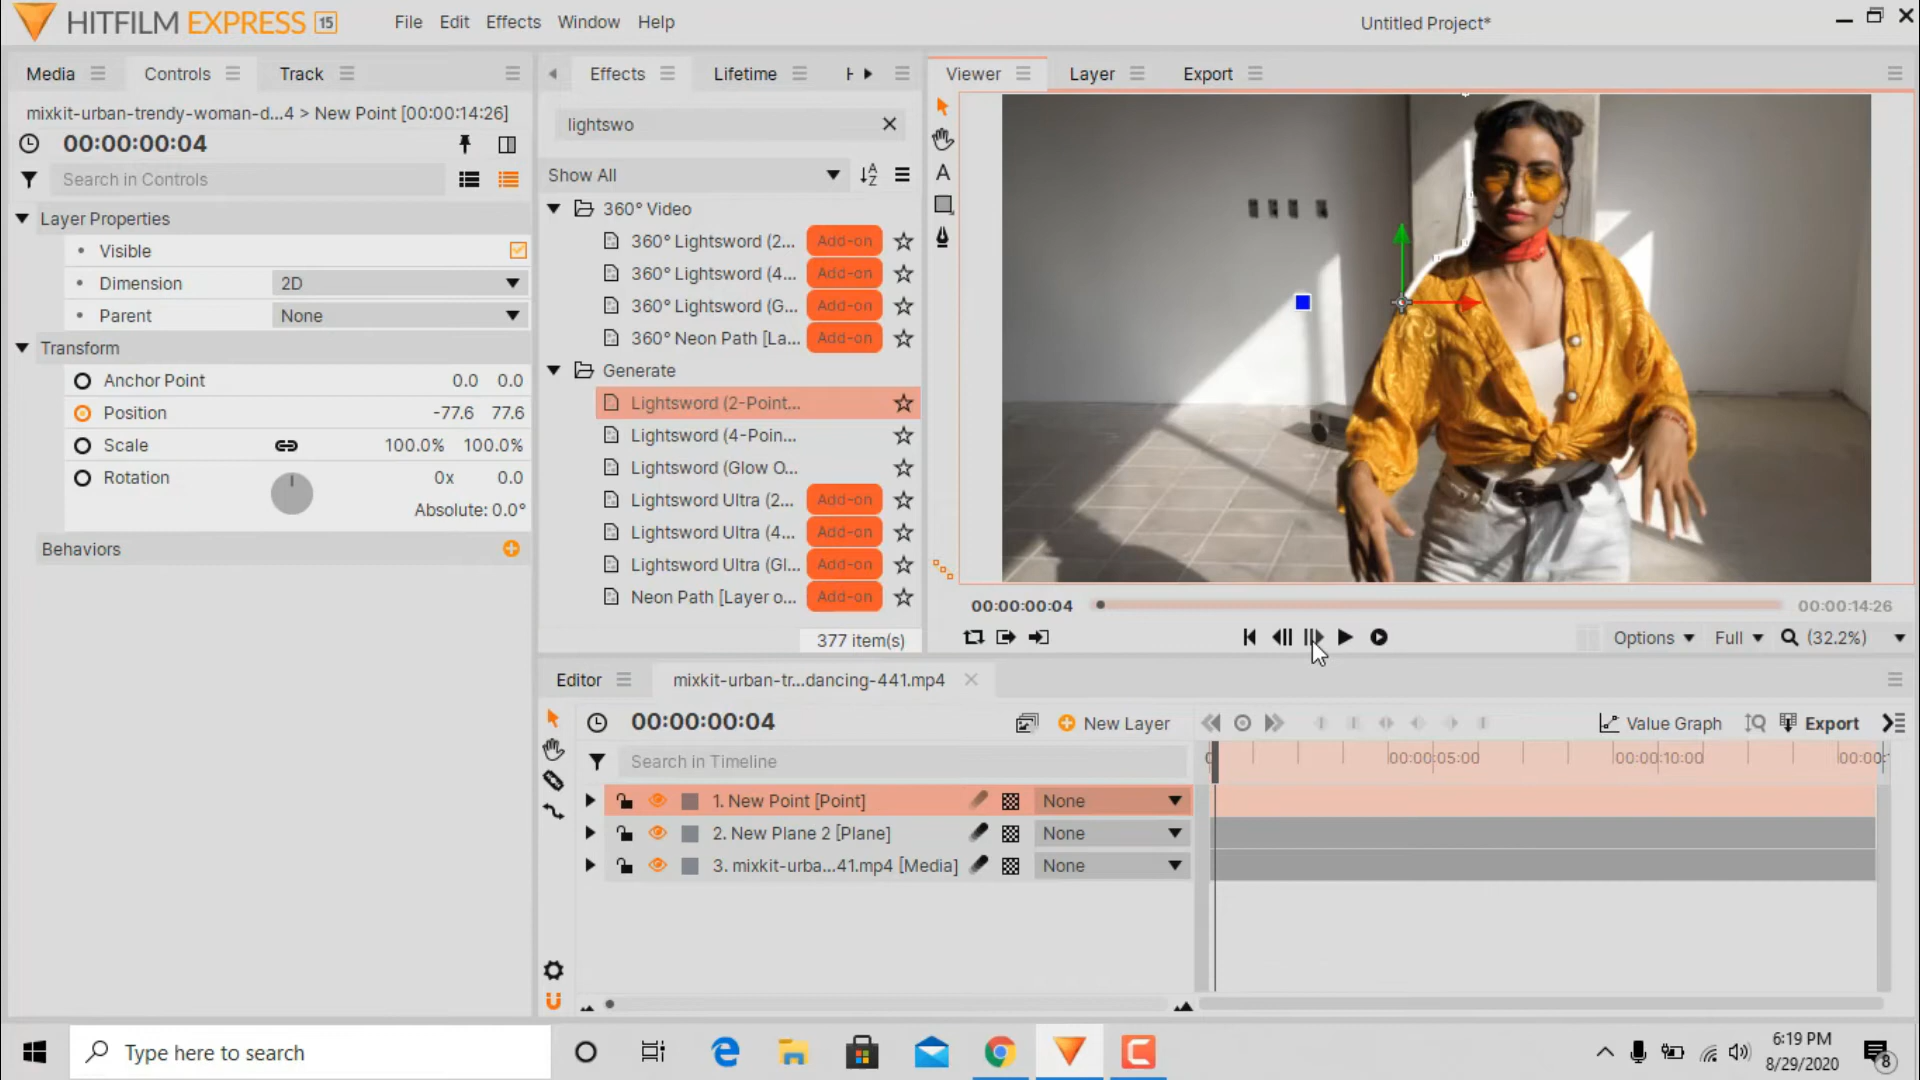 HITFILM EXPRESS 15
File Edit Effects Window Help
Untitled Project*
Media Controls Track
mixkit-urban-trendy-woman-d...4 > New Point [00:00:14:26]
00:00:00:04
Search in Controls
Layer Properties
Visible
Dimension 2D
Parent None
Transform
Anchor Point 0.0 0.0
Position -77.6 77.6
Scale 100.0% 100.0%
Rotation 0x 0.0
Absolute: 0.0°
Behaviors
Effects Lifetime
lightswo
Show All
360° Video
360° Lightsword (2... Add-on
360° Lightsword (4... Add-on
360° Lightsword (G... Add-on
360° Neon Path [La... Add-on
Generate
Lightsword (2-Point...
Lightsword (4-Poin...
Lightsword (Glow O...
Lightsword Ultra (2... Add-on
Lightsword Ultra (4... Add-on
Lightsword Ultra (Gl... Add-on
Neon Path [Layer o... Add-on
377 item(s)
Viewer Layer Export
A
00:00:00:04 00:00:14:26
Options Full (32.2%)
Editor mixkit-urban-tr...dancing-441.mp4
00:00:00:04 New Layer
Value Graph Export
Search in Timeline
00:00:05:00 00:00:10:00 00:00:
1. New Point [Point] None
2. New Plane 2 [Plane] None
3. mixkit-urba...41.mp4 [Media] None
Type here to search
6:19 PM
8/29/2020
8